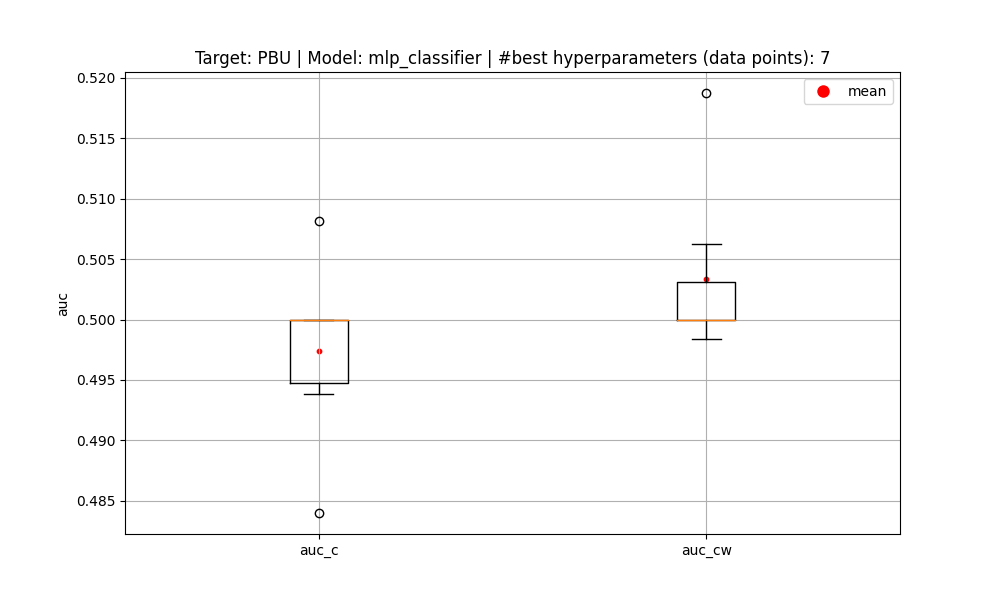 Target: PBU | Model: mlp_classifier | #best hyperparameters (data points): 7
mean
0.520
0.515
0.510
0.505
0.500
0.495
0.490
0.485
auc
auc_c
auc_cw